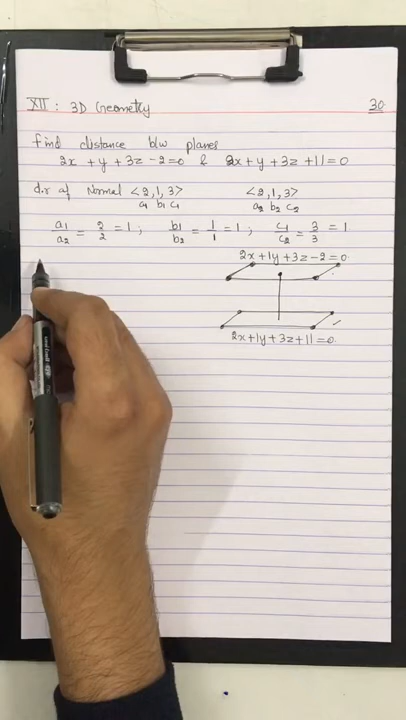 XII : 3D Geometry 30
find distance b/w planes
2x + y + 3z - 2 = 0 & 2x + y + 3z + 11 = 0
d.r of Normal <2, 1, 3> <2, 1, 3>
a1 b1 c1 a2 b2 c2
a1/a2 = 2/2 = 1 ; b1/b2 = 1/1 = 1 ; c1/c2 = 3/3 = 1
2x + 1y + 3z - 2 = 0
2x + 1y + 3z + 11 = 0